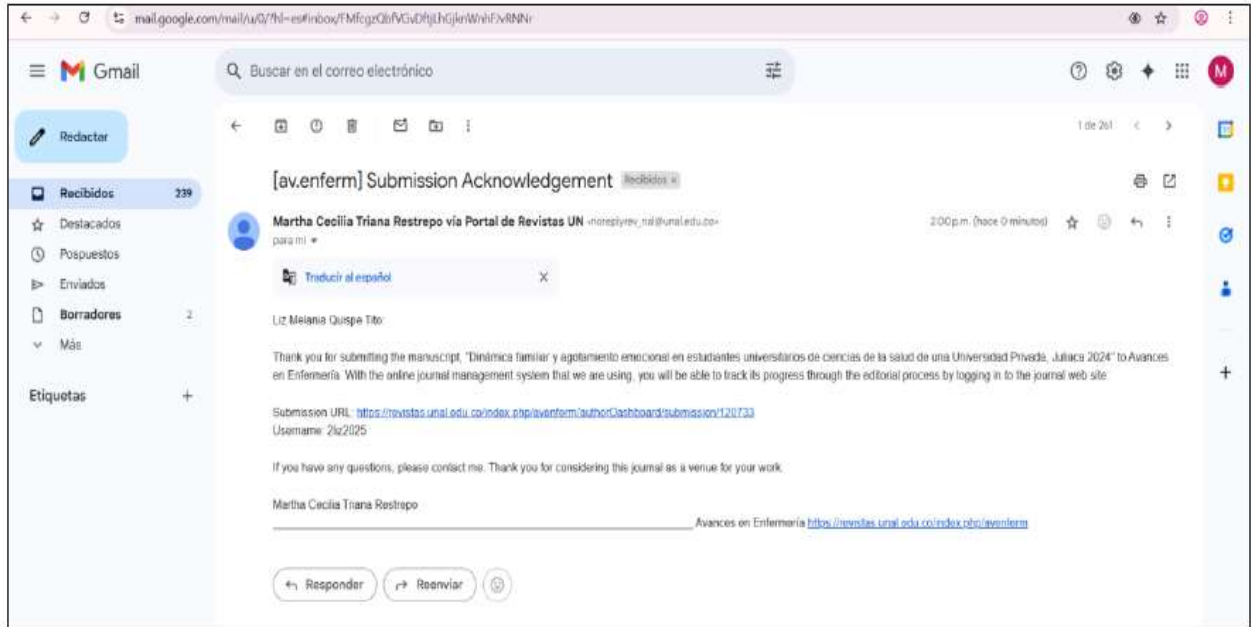 mail.google.com/mail/u/0/?hl=es#inbox/
Gmail
Buscar en el correo electrónico
M
Redactar
1 de 261
[av.enferm] Submission Acknowledgement Recibidos x
Recibidos 239
Martha Cecilia Triana Restrepo vía Portal de Revistas UN <noreplyrev_nal@unal.edu.co>
2:00 p.m. (hace 0 minutos)
para mí
Destacados
Pospuestos
Traducir al español X
Enviados
Borradores 2
Liz Melania Quispe Tito:
Más
Thank you for submitting the manuscript, "Dinámica familiar y agotamiento emocional en estudiantes universitarios de ciencias de la salud de una Universidad Privada, Juliaca 2024" to Avances
en Enfermería. With the online journal management system that we are using, you will be able to track its progress through the editorial process by logging in to the journal web site
Etiquetas +
Submission URL: https://revistas.unal.edu.co/index.php/avenferm/authorDashboard/submission/120733
Username: 2liz2025
If you have any questions, please contact me. Thank you for considering this journal as a venue for your work.
Martha Cecilia Triana Restrepo
Avances en Enfermería https://revistas.unal.edu.co/index.php/avenferm
Responder
Reenviar